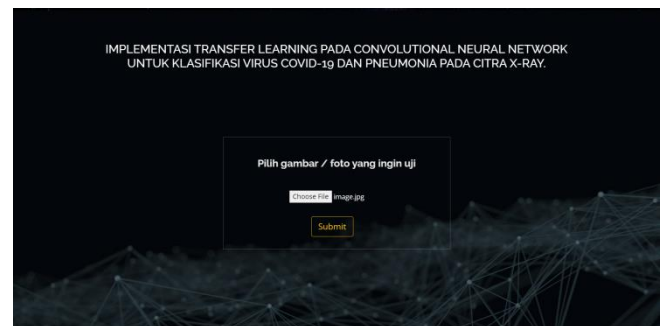 IMPLEMENTASI TRANSFER LEARNING PADA CONVOLUTIONAL NEURAL NETWORK
UNTUK KLASIFIKASI VIRUS COVID-19 DAN PNEUMONIA PADA CITRA X-RAY.
Pilih gambar / foto yang ingin uji
Choose File image.jpg
Submit